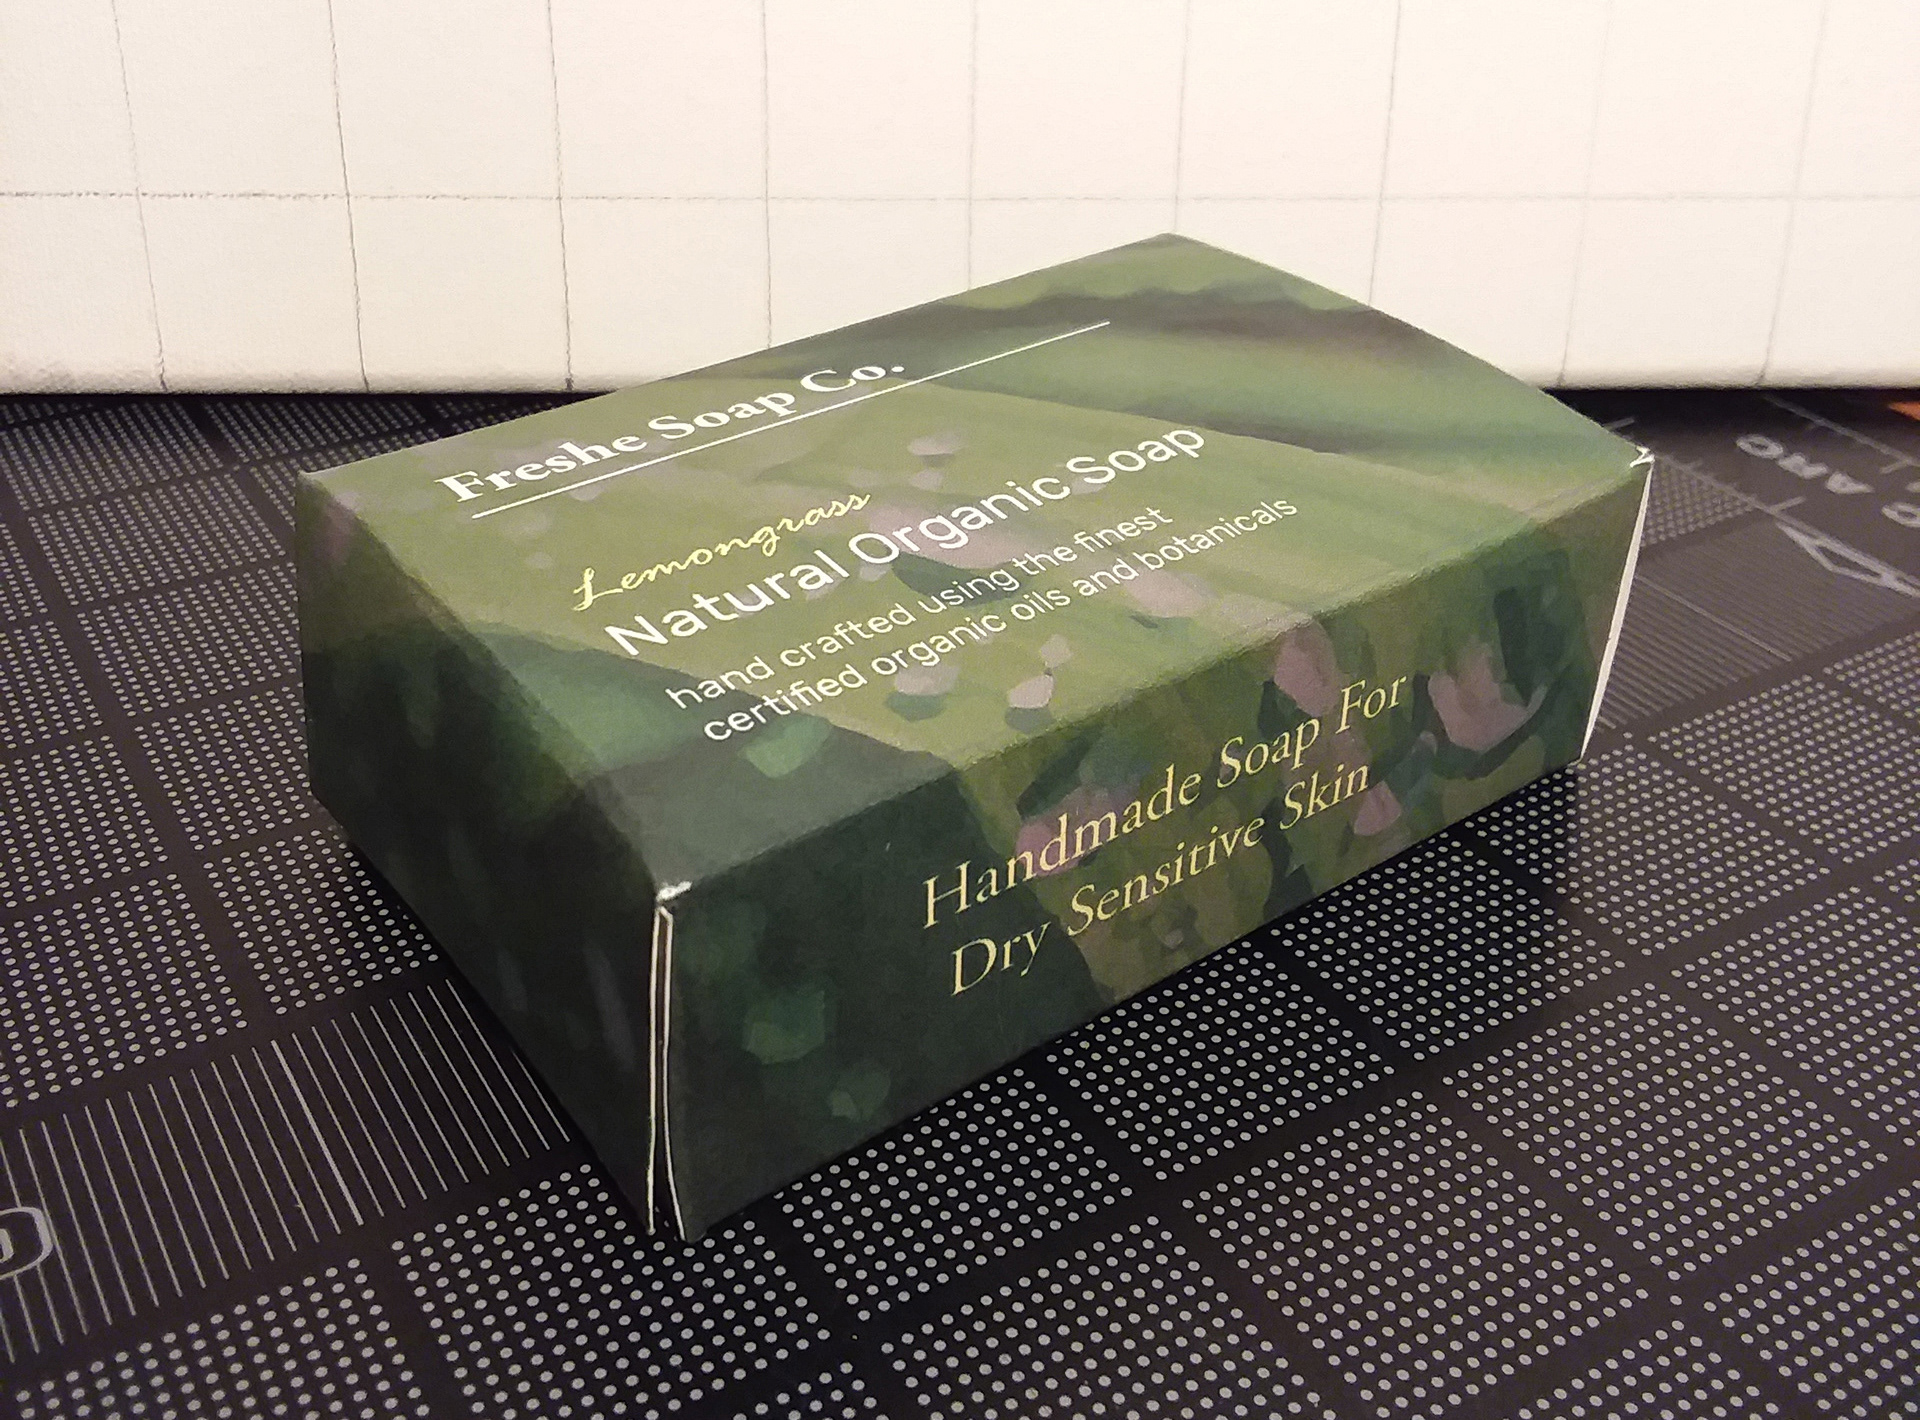 Freshe Soap Co.
Lemongrass
Natural Organic Soap
hand crafted using the finest
certified organic oils and botanicals
Handmade Soap For
Dry Sensitive Skin